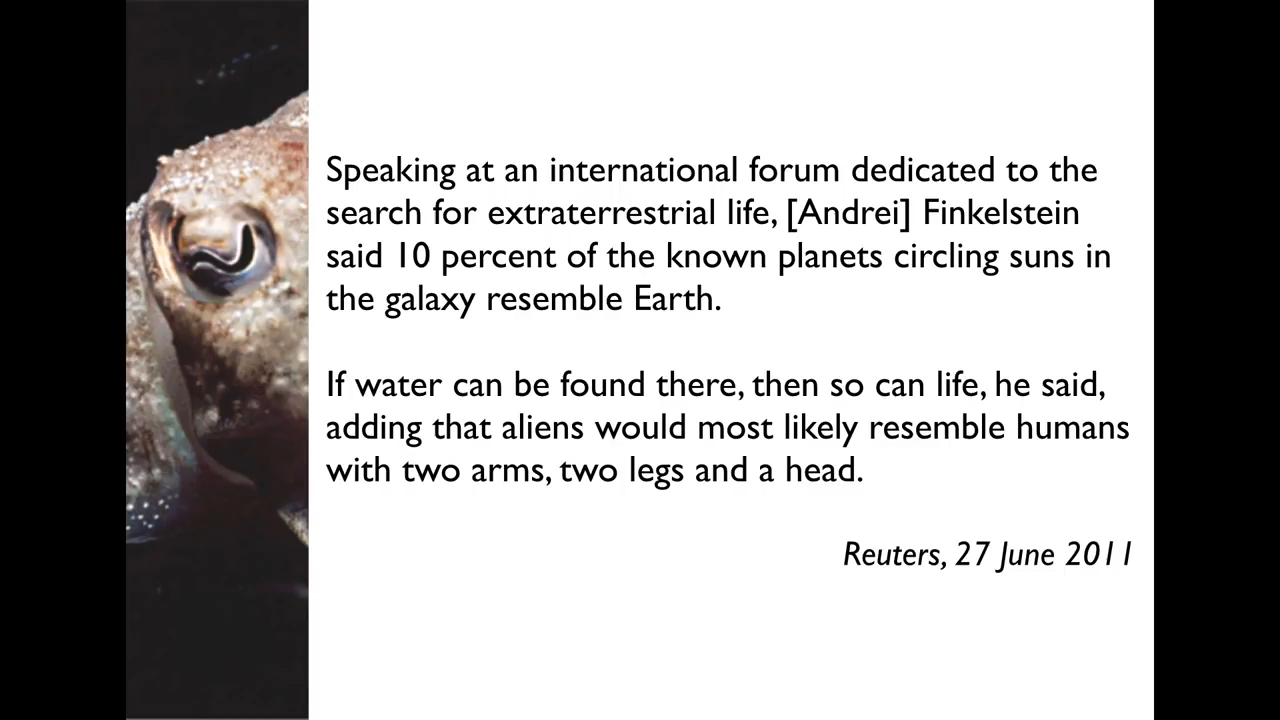 Speaking at an international forum dedicated to the
search for extraterrestrial life, [Andrei] Finkelstein
said 10 percent of the known planets circling suns in
the galaxy resemble Earth.
If water can be found there, then so can life, he said,
adding that aliens would most likely resemble humans
with two arms, two legs and a head.
Reuters, 27 June 2011